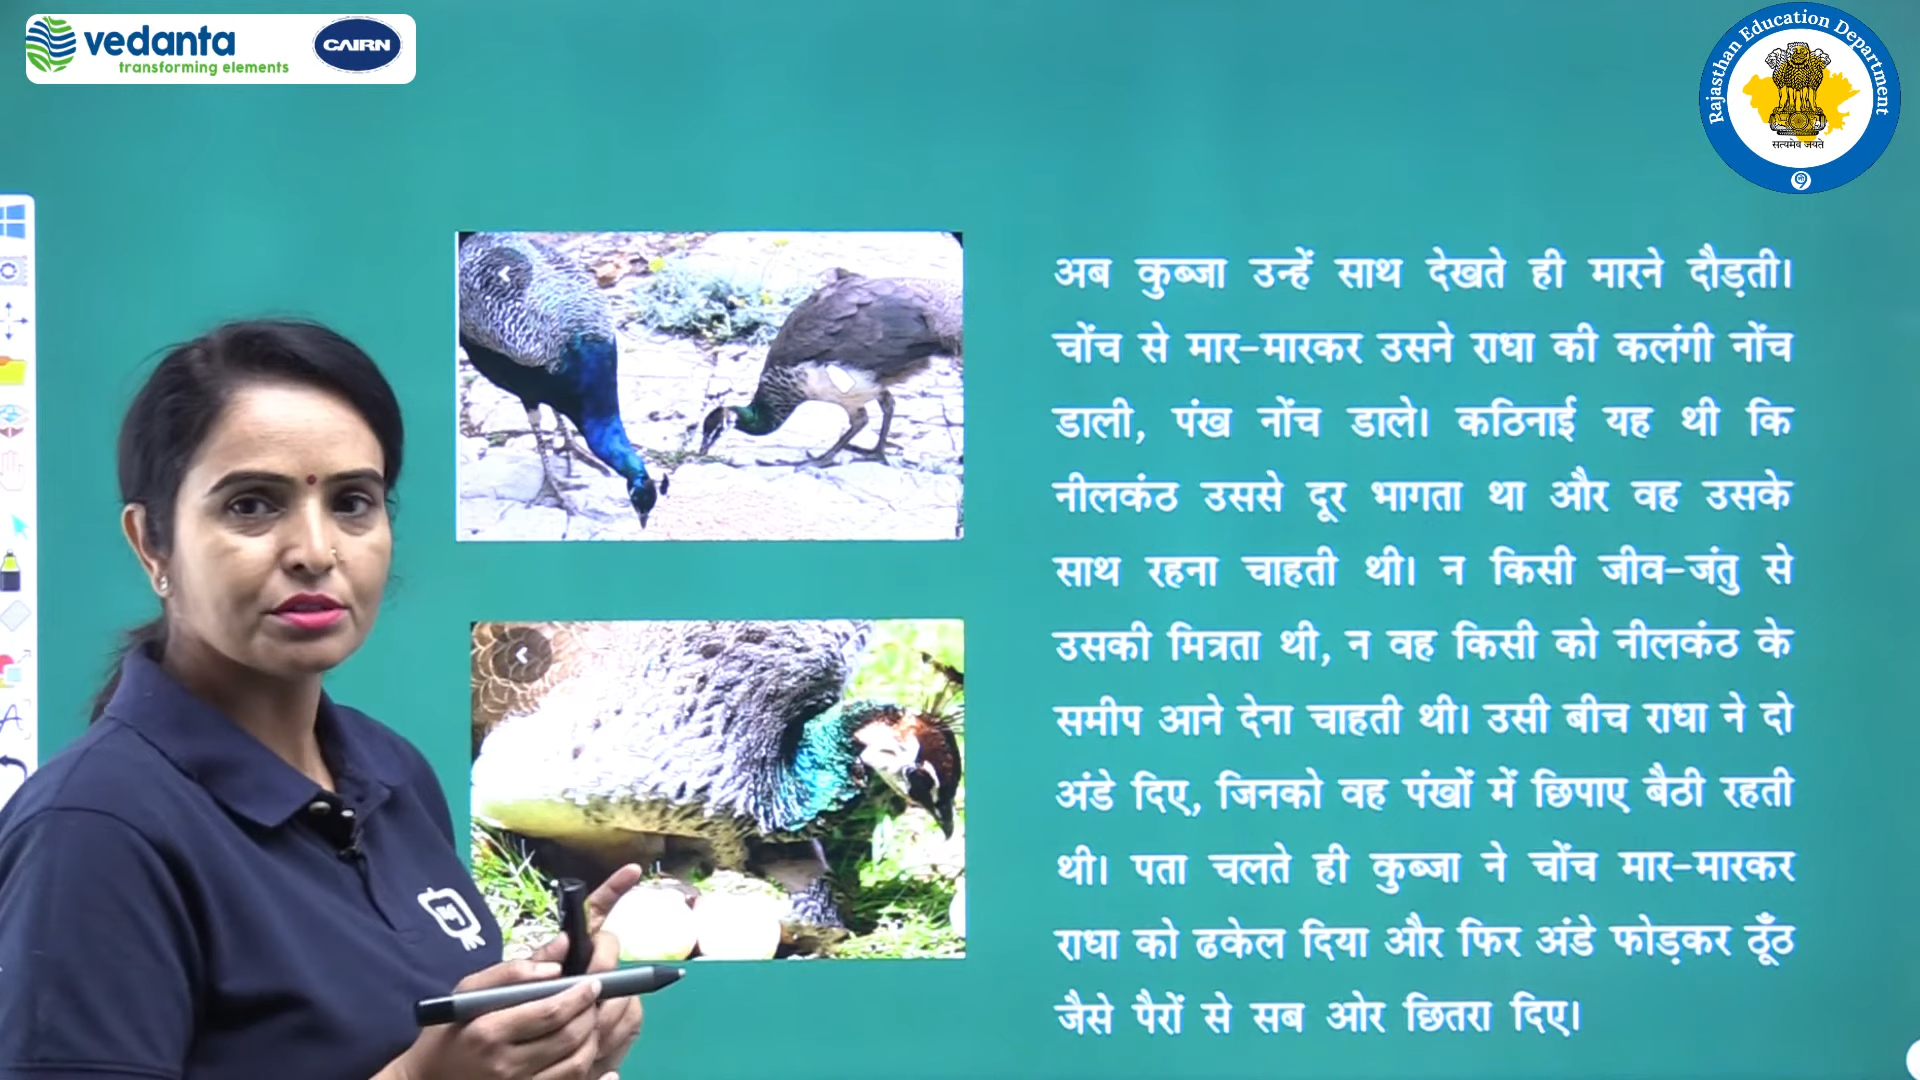 vedanta
transforming elements
CAIRN
Rajasthan Education Department
सत्यमेव जयते
अब कुब्जा उन्हें साथ देखते ही मारने दौड़ती।
चोंच से मार-मारकर उसने राधा की कलंगी नोंच
डाली, पंख नोंच डाले। कठिनाई यह थी कि
नीलकंठ उससे दूर भागता था और वह उसके
साथ रहना चाहती थी। न किसी जीव-जंतु से
उसकी मित्रता थी, न वह किसी को नीलकंठ के
समीप आने देना चाहती थी। उसी बीच राधा ने दो
अंडे दिए, जिनको वह पंखों में छिपाए बैठी रहती
थी। पता चलते ही कुब्जा ने चोंच मार-मारकर
राधा को ढकेल दिया और फिर अंडे फोड़कर ठूँठ
जैसे पैरों से सब ओर छितरा दिए।